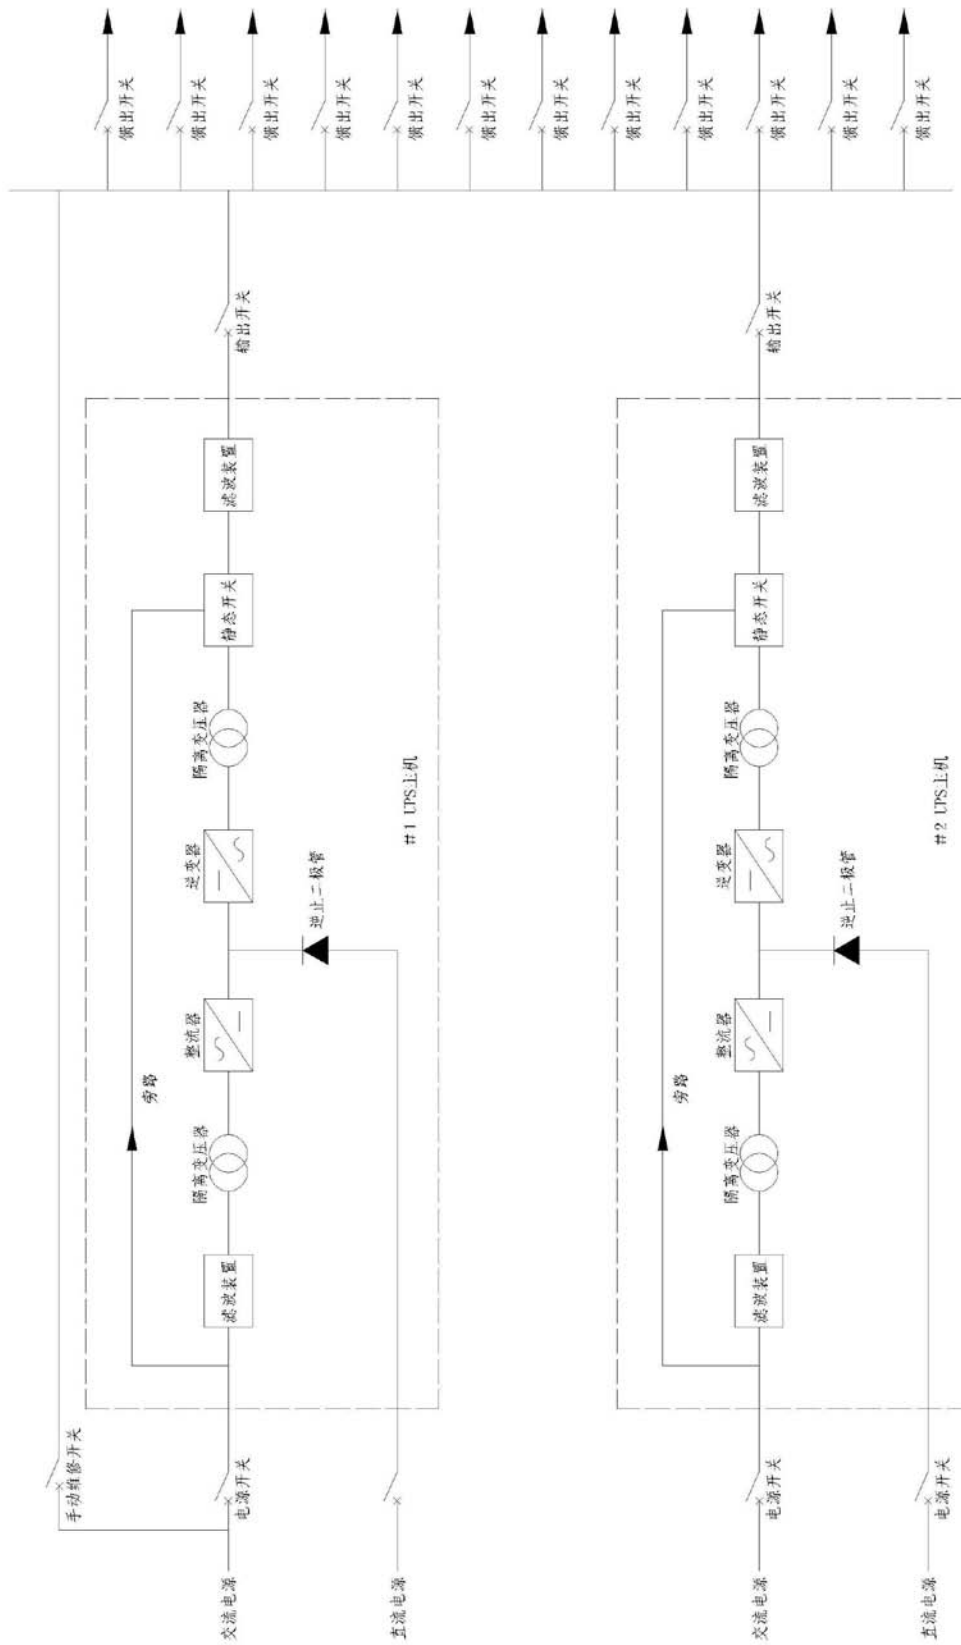 手动维修开关
馈出开关
旁路
整流器
逆变器
隔离变压器
隔离变压器
馈出开关
交流电源
滤波装置
静态开关
滤波装置
电源开关
输出开关
馈出开关
逆止二极管
馈出开关
直流电源
#1 UPS主机
馈出开关
馈出开关
馈出开关
馈出开关
旁路
馈出开关
整流器
逆变器
隔离变压器
隔离变压器
交流电源
滤波装置
静态开关
滤波装置
电源开关
输出开关
馈出开关
逆止二极管
馈出开关
直流电源
电源开关
#2 UPS主机
馈出开关